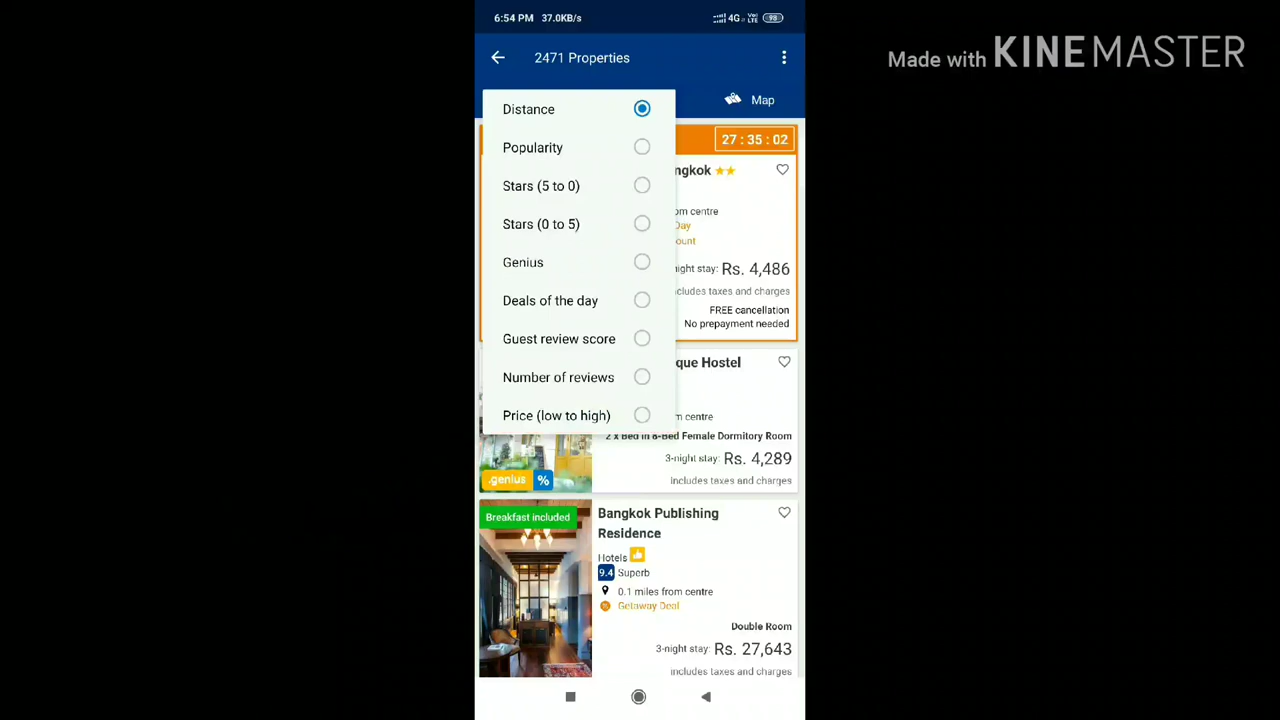 6:54 PM 37.0KB/s
4G Vo LTE 98
Made with KINEMASTER
2471 Properties
Map
Distance
Popularity
Stars (5 to 0)
Stars (0 to 5)
Genius
Deals of the day
Guest review score
Number of reviews
Price (low to high)
27 : 35 : 02
ngkok
om centre
Day
ount
ight stay: Rs. 4,486
cludes taxes and charges
FREE cancellation
No prepayment needed
que Hostel
m centre
2 x Bed in 8-Bed Female Dormitory Room
3-night stay: Rs. 4,289
includes taxes and charges
.genius %
Breakfast included
Bangkok Publishing
Residence
Hotels
9.4 Superb
0.1 miles from centre
Getaway Deal
Double Room
3-night stay: Rs. 27,643
includes taxes and charges